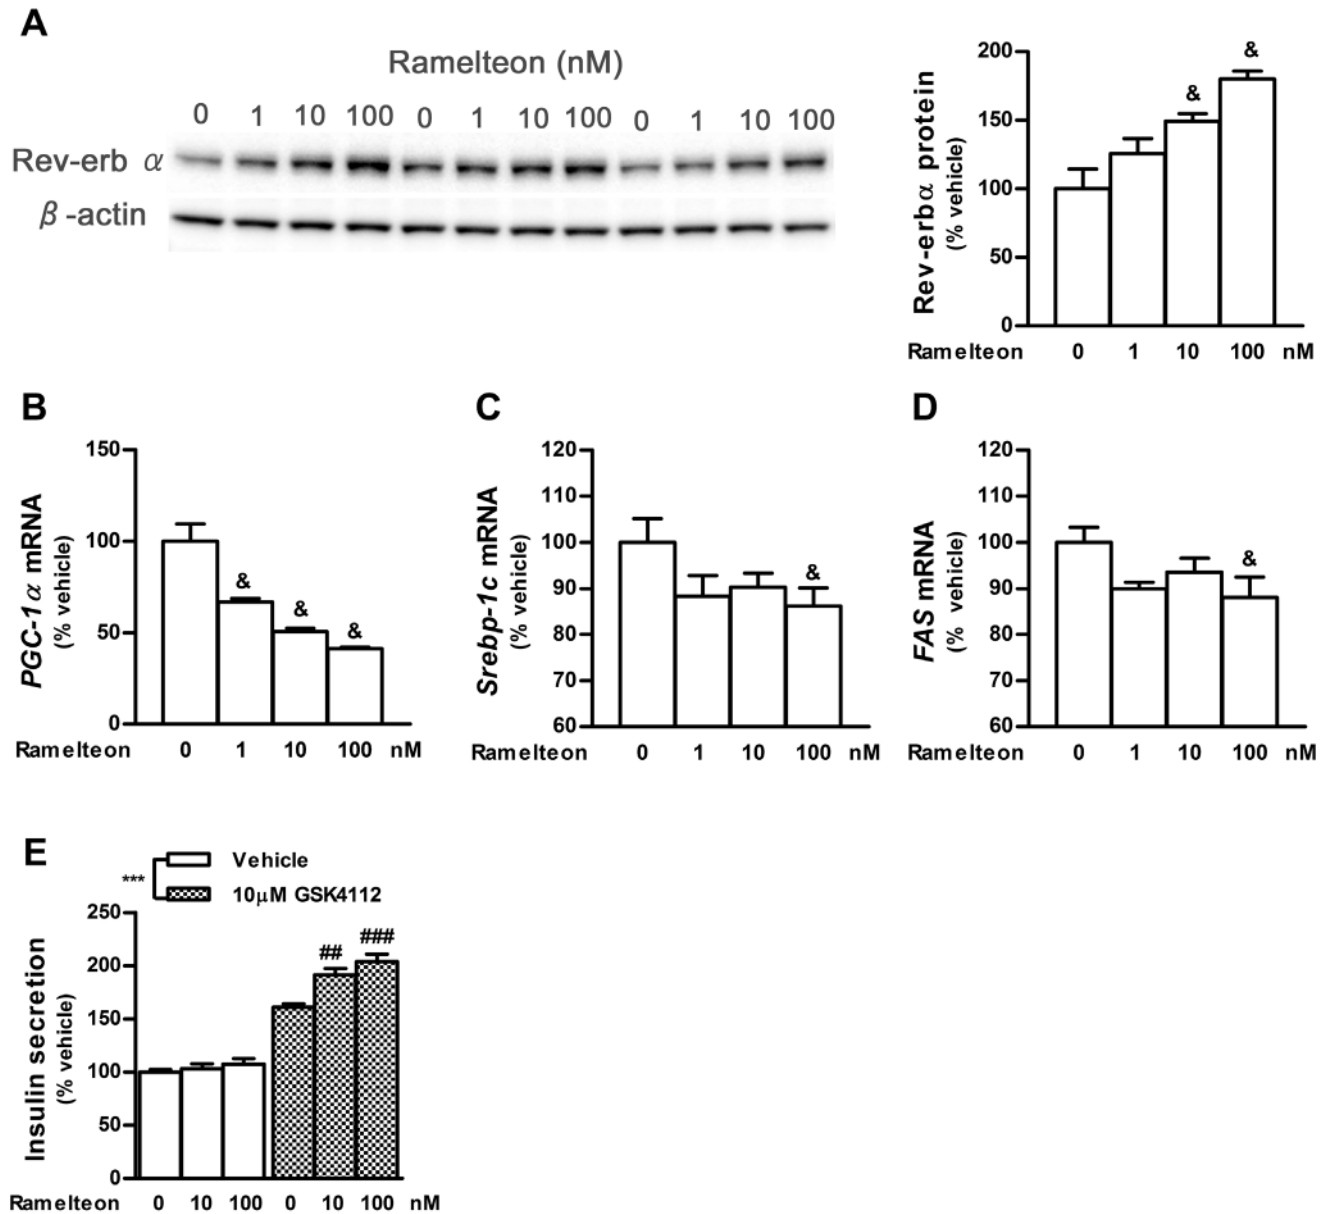 A
Ramelteon (nM)
0 1 10 100 0 1 10 100 0 1 10 100
Rev-erb α
β-actin
Rev-erbα protein
(% vehicle)
200
150
100
50
0
&
&
Ramelteon 0 1 10 100 nM
B
PGC-1α mRNA
(% vehicle)
150
100
50
0
&
&
&
Ramelteon 0 1 10 100 nM
C
Srebp-1c mRNA
(% vehicle)
120
110
100
90
80
70
60
&
Ramelteon 0 1 10 100 nM
D
FAS mRNA
(% vehicle)
120
110
100
90
80
70
60
&
Ramelteon 0 1 10 100 nM
E
***
Vehicle
10μM GSK4112
Insulin secretion
(% vehicle)
250
200
150
100
50
0
##
###
Ramelteon 0 10 100 0 10 100 nM